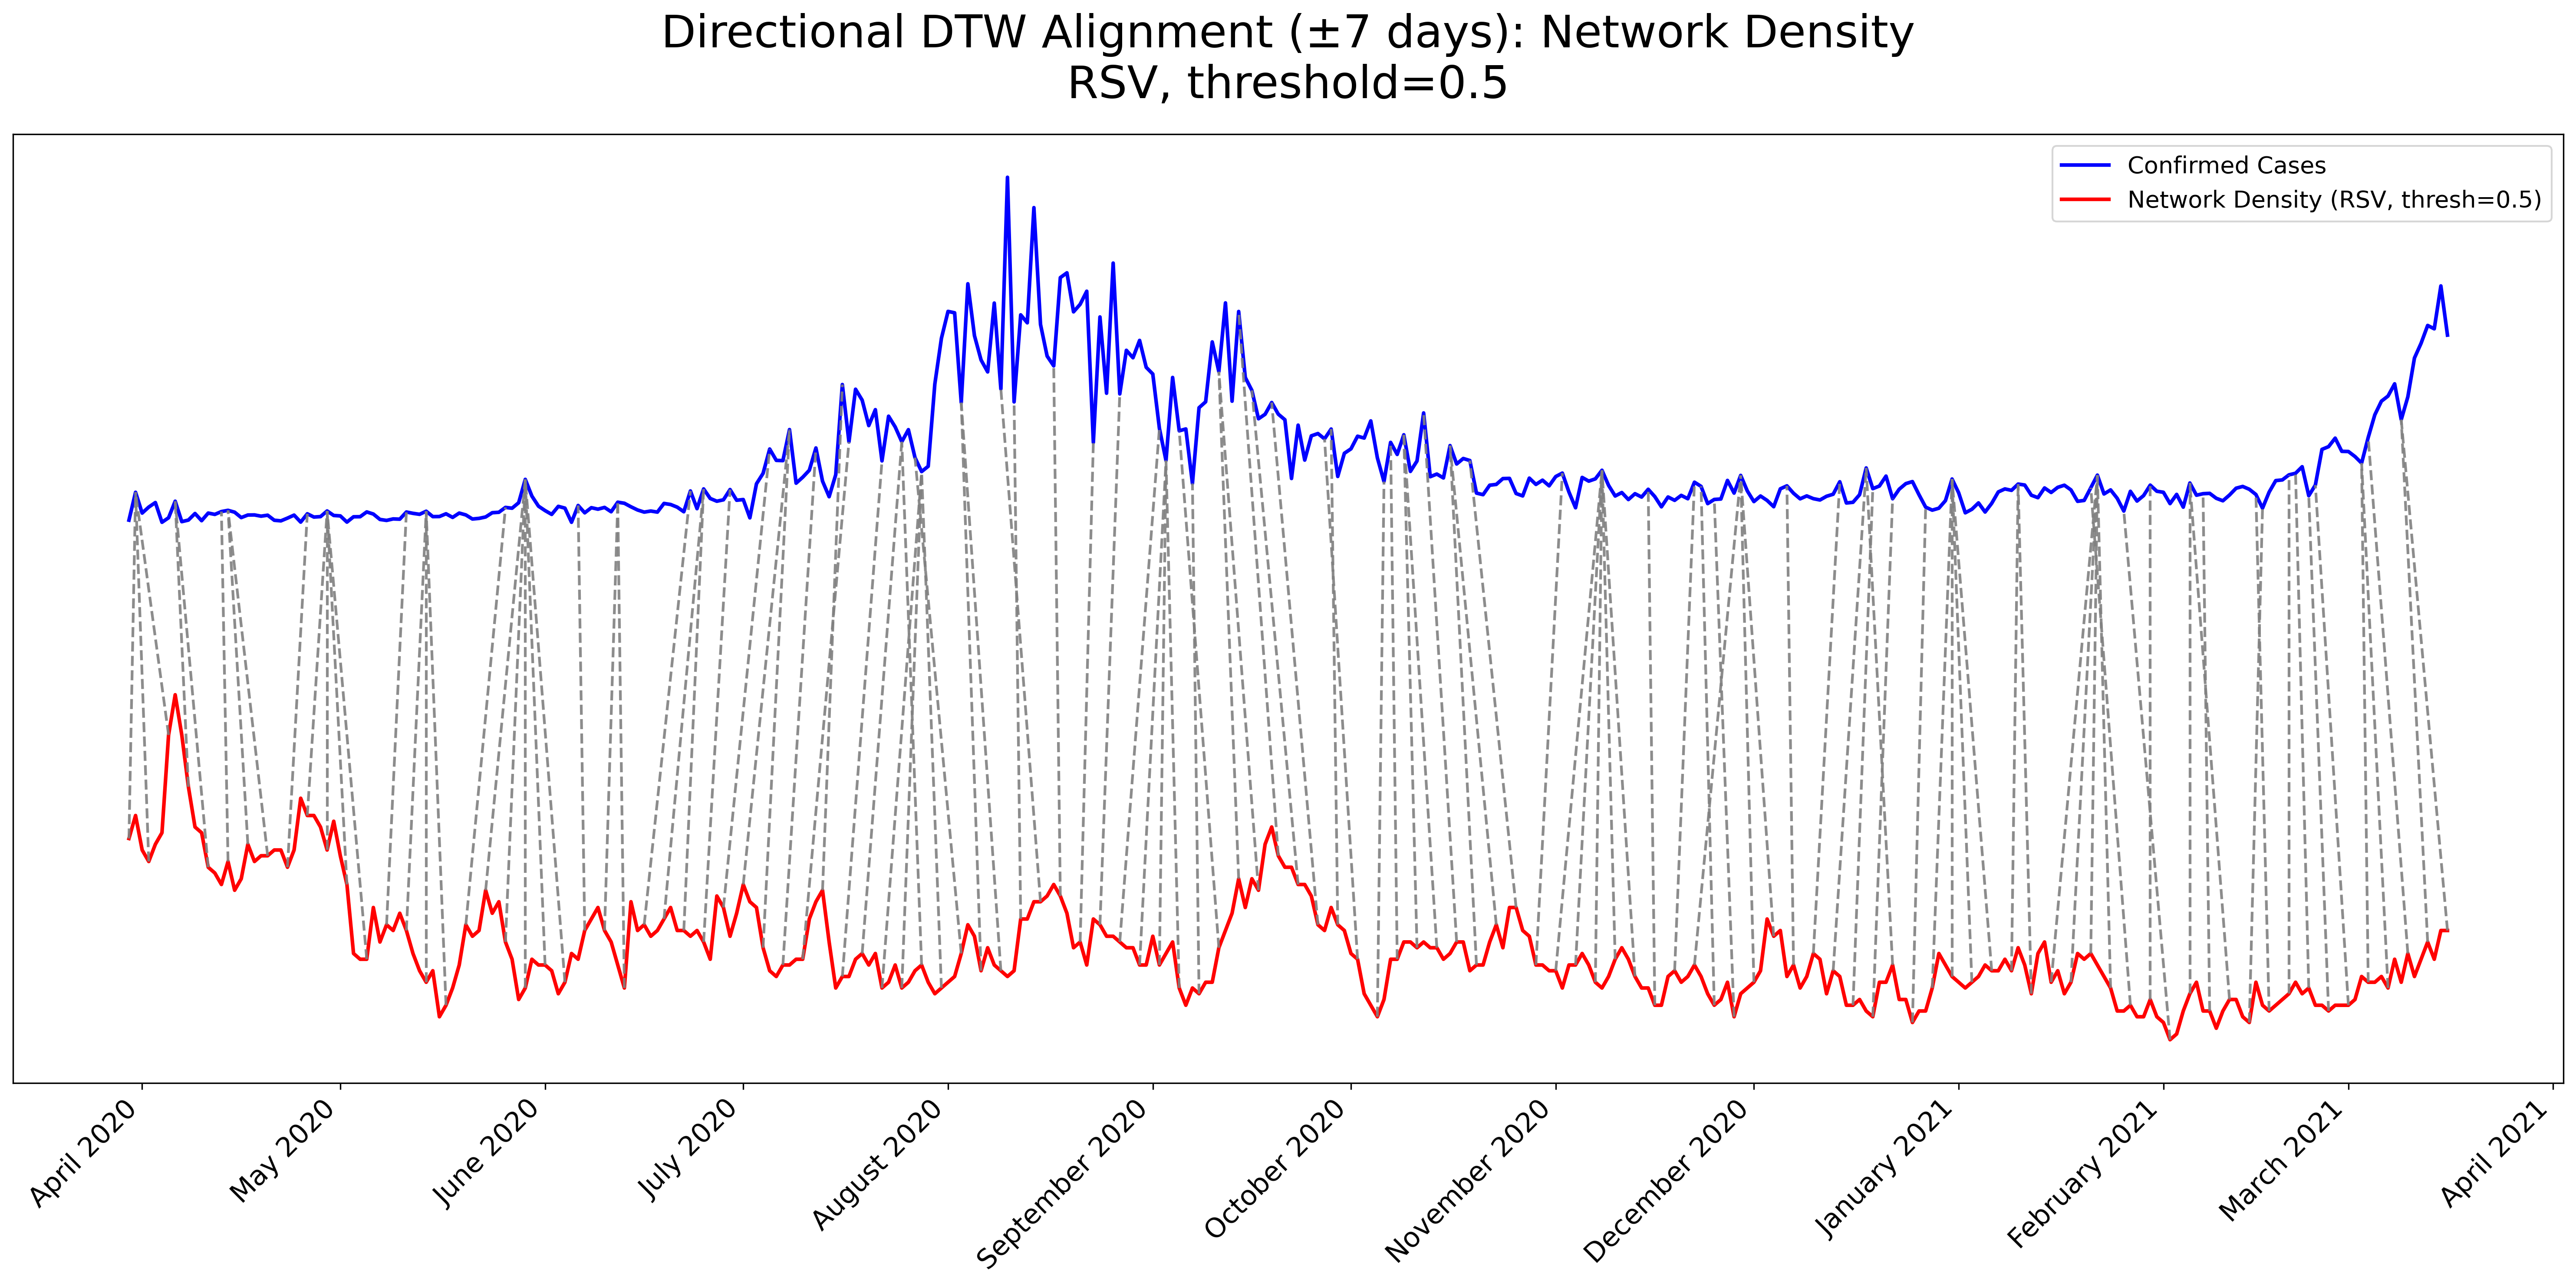 Directional DTW Alignment (±7 days): Network Density
RSV, threshold=0.5
Confirmed Cases
Network Density (RSV, thresh=0.5)
April 2020
May 2020
June 2020
July 2020
August 2020
September 2020
October 2020
November 2020
December 2020
January 2021
February 2021
March 2021
April 2021